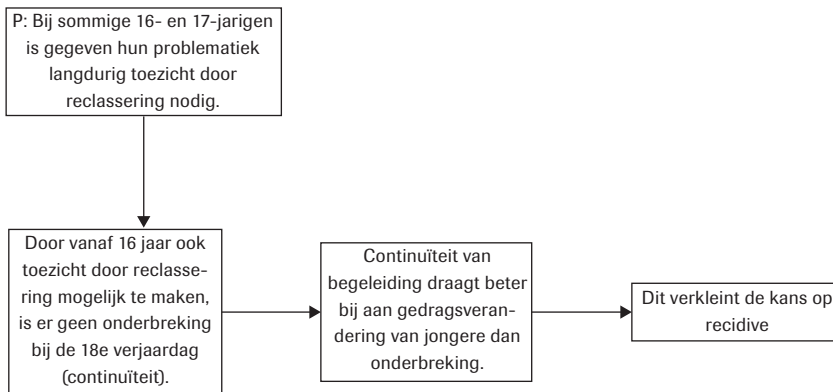 P: Bij sommige 16- en 17-jarigen
is gegeven hun problematiek
langdurig toezicht door
reclassering nodig.
Door vanaf 16 jaar ook
toezicht door reclasse-
ring mogelijk te maken,
is er geen onderbreking
bij de 18e verjaardag
(continuïteit).
Continuïteit van
begeleiding draagt beter
bij aan gedragsveran-
dering van jongere dan
onderbreking.
Dit verkleint de kans op
recidive